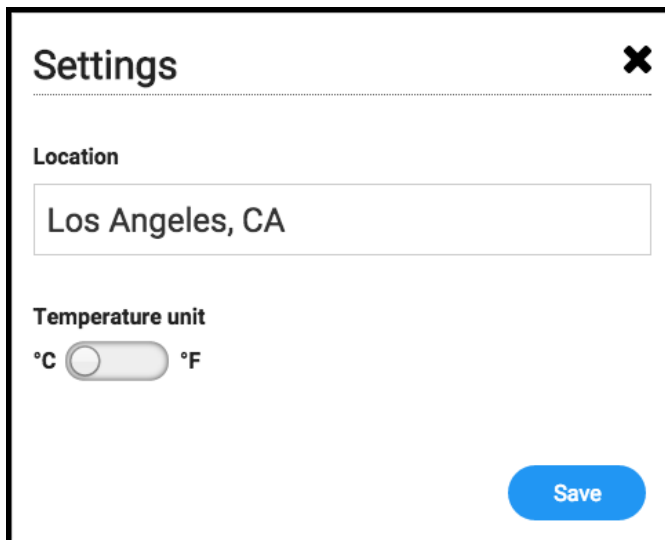 Settings
Location
Los Angeles, CA
Temperature unit
°C °F
Save